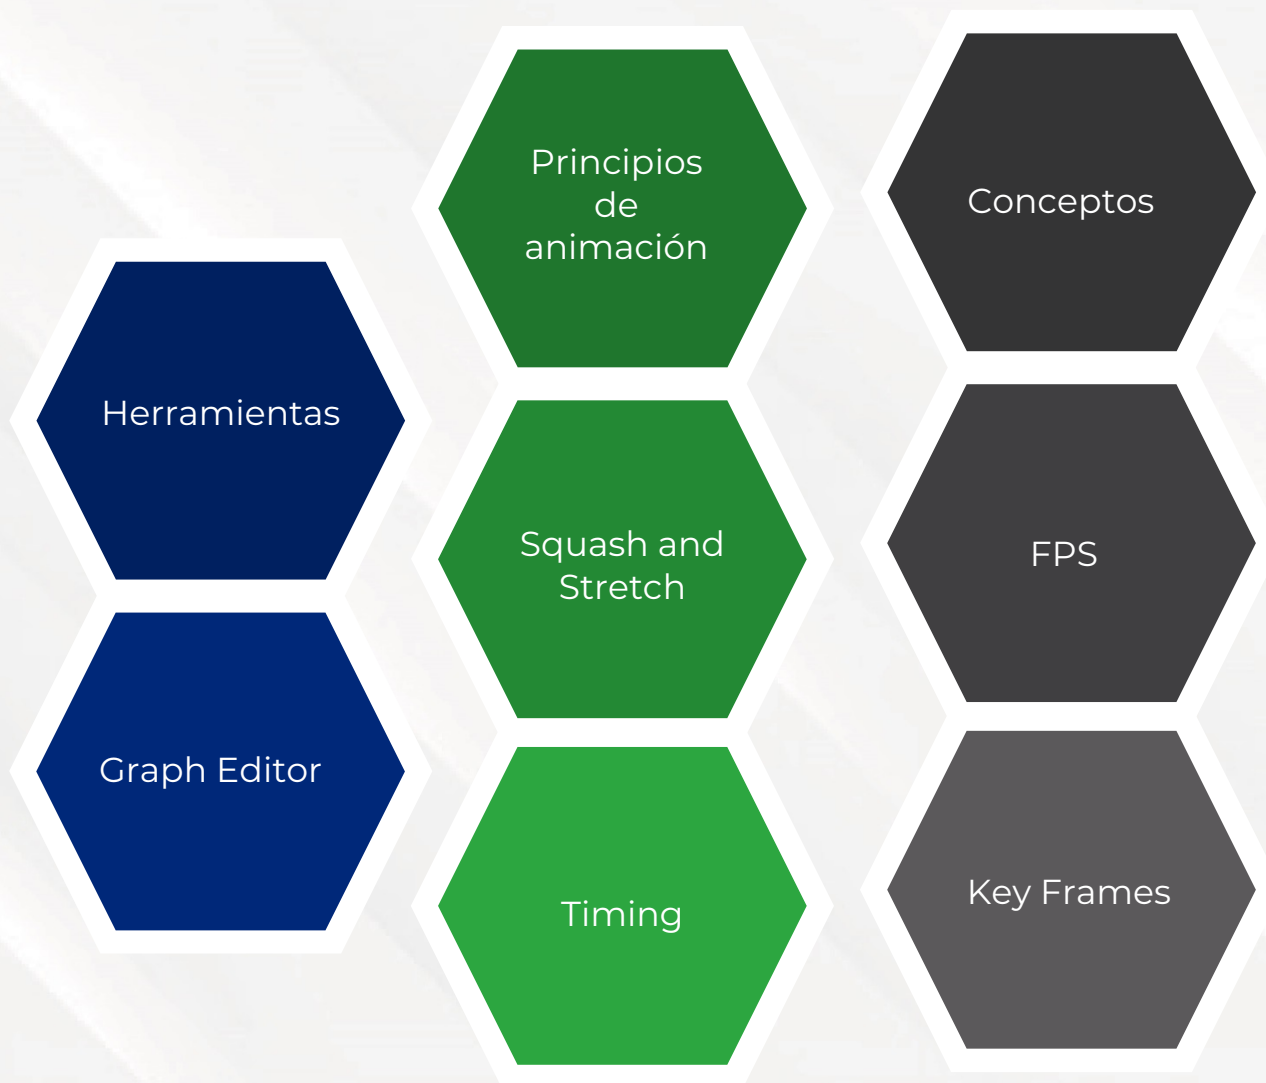 Herramientas
Graph Editor
Principios
de
animación
Squash and
Stretch
Timing
Conceptos
FPS
Key Frames